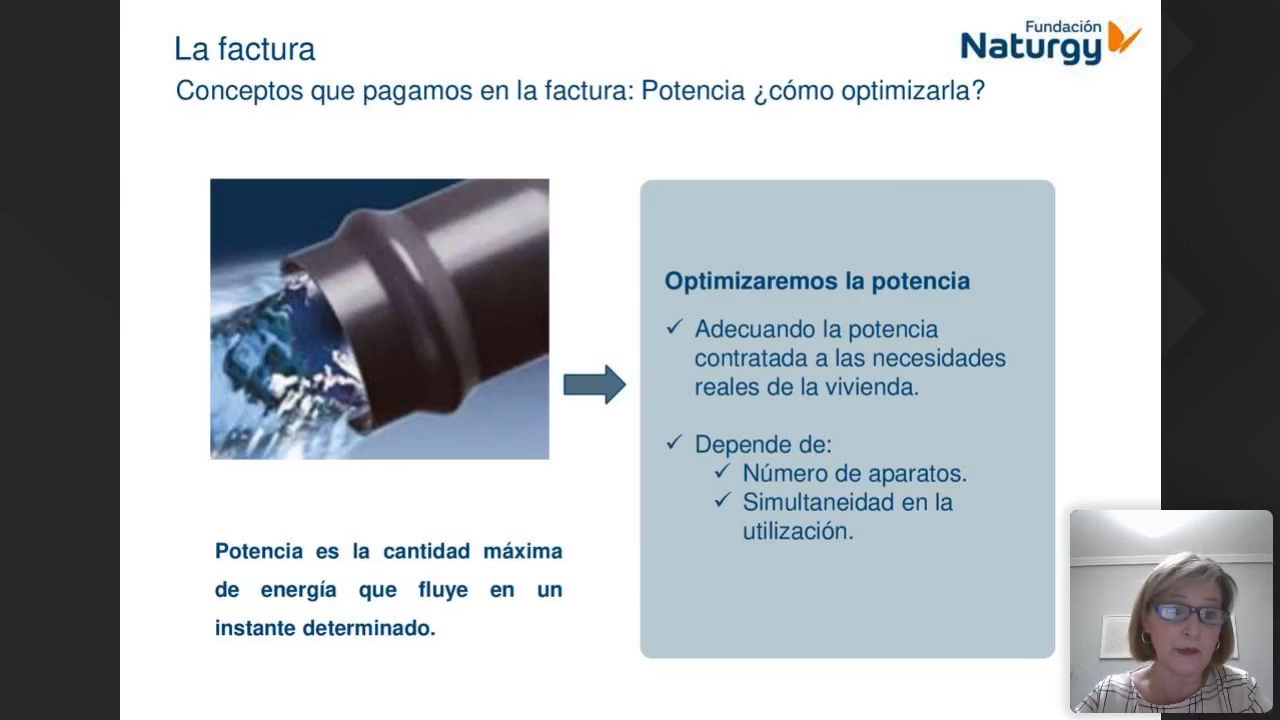 La factura
Fundación
Naturgy
Conceptos que pagamos en la factura: Potencia ¿cómo optimizarla?
Optimizaremos la potencia
✓ Adecuando la potencia
contratada a las necesidades
reales de la vivienda.
✓ Depende de:
✓ Número de aparatos.
✓ Simultaneidad en la
utilización.
Potencia es la cantidad máxima
de energía que fluye en un
instante determinado.